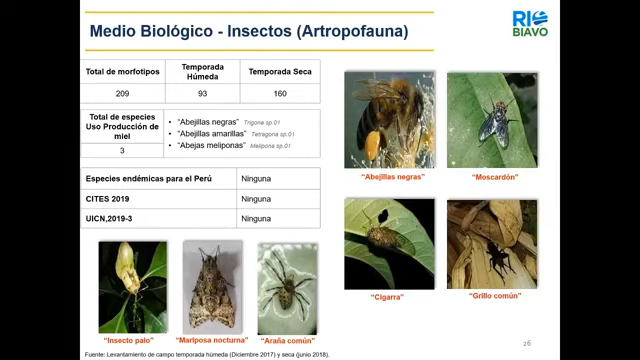 Medio Biológico - Insectos (Artropofauna)
RIO
BIAVO
Total de morfotipos
Temporada
Húmeda
Temporada Seca
209
93
160
Total de especies
Uso Producción de
miel
3
• "Abejillas negras" Trigona sp.01
• "Abejillas amarillas" Tetragona sp.01
• "Abejas meliponas" Melipona sp.01
Especies endémicas para el Perú
Ninguna
CITES 2019
Ninguna
UICN,2019-3
Ninguna
"Abejillas negras"
"Moscardón"
"Cigarra"
"Grillo común"
"Insecto palo"
"Mariposa nocturna"
"Araña común"
Fuente: Levantamiento de campo temporada húmeda (Diciembre 2017) y seca (junio 2018).
26